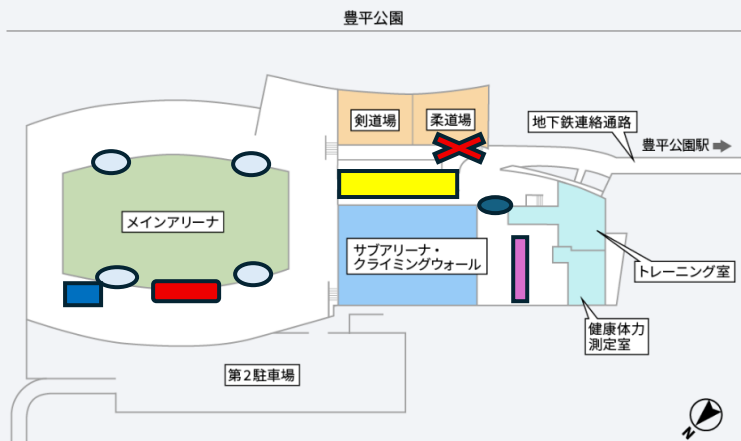 豊平公園
剣道場
柔道場
地下鉄連絡通路
豊平公園駅
メインアリーナ
サブアリーナ・
クライミングウォール
トレーニング室
健康体力
測定室
第2駐車場
N